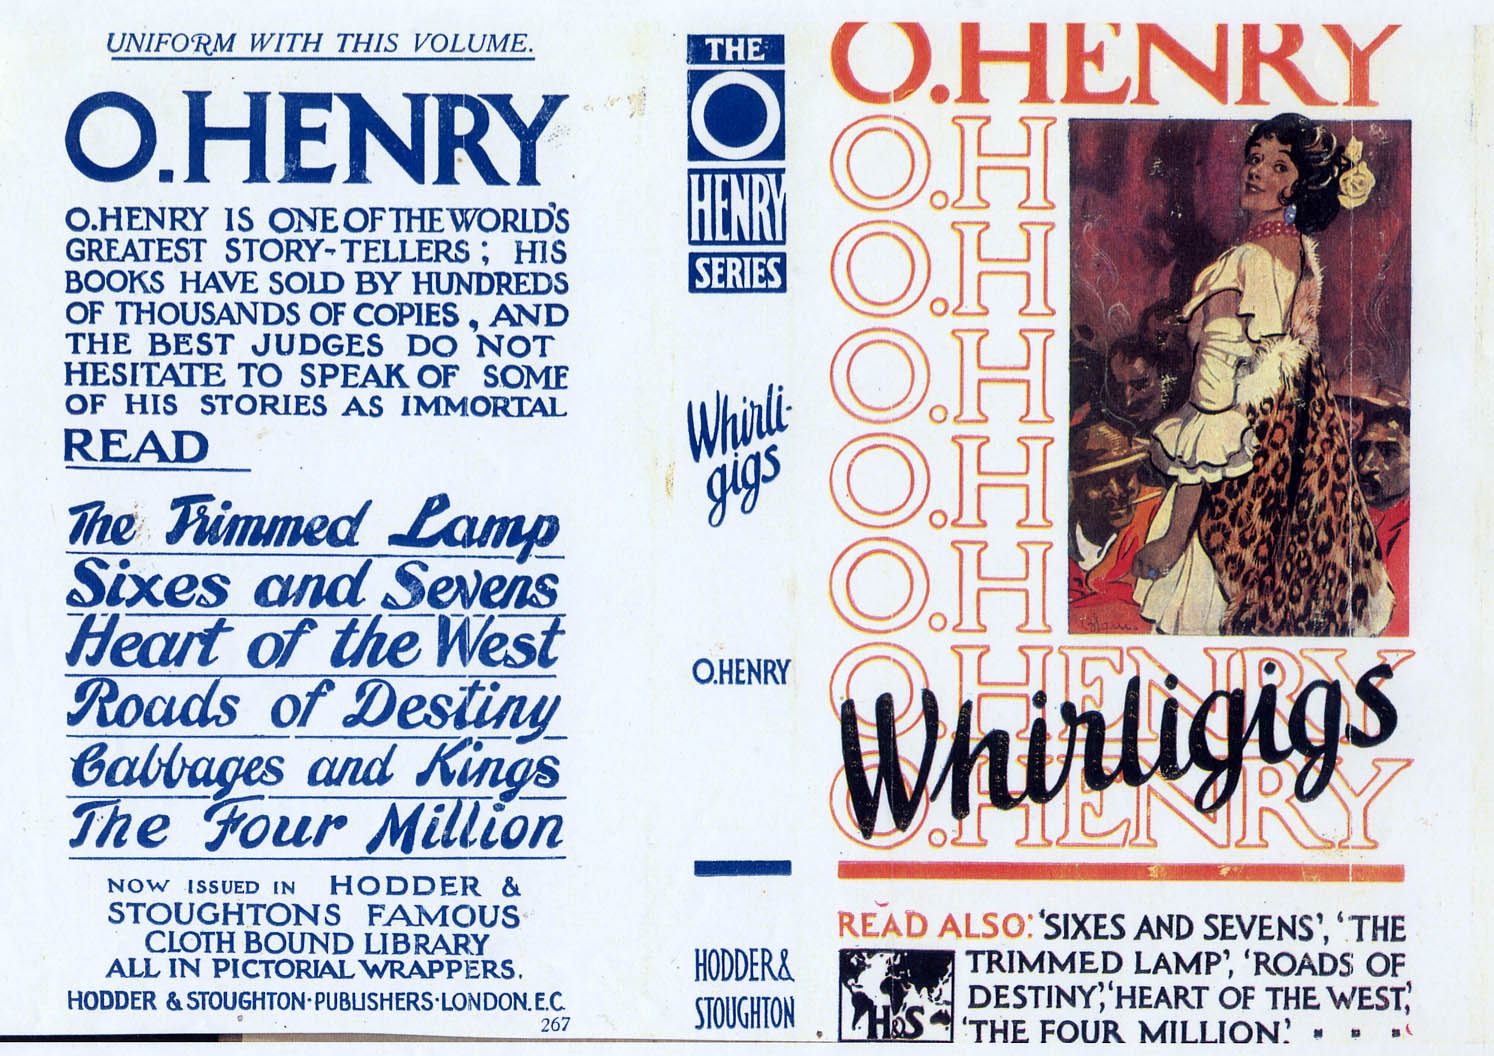 UNIFORM WITH THIS VOLUME.
O.HENRY
O.HENRY IS ONE OF THE WORLD'S
GREATEST STORY-TELLERS; HIS
BOOKS HAVE SOLD BY HUNDREDS
OF THOUSANDS OF COPIES, AND
THE BEST JUDGES DO NOT
HESITATE TO SPEAK OF SOME
OF HIS STORIES AS IMMORTAL
READ
The Trimmed Lamp
Sixes and Sevens
Heart of the West
Roads of Destiny
Cabbages and Kings
The Four Million
NOW ISSUED IN HODDER &
STOUGHTONS FAMOUS
CLOTH BOUND LIBRARY
ALL IN PICTORIAL WRAPPERS.
HODDER & STOUGHTON·PUBLISHERS·LONDON.E.C.
267
THE
O
HENRY
SERIES
Whirli-
gigs
O.HENRY
HODDER &
STOUGHTON
O.HENRY
O.H
O.H
O.H
O.H
O.H
O.HENRY
Whirligigs
O.HENRY
READ ALSO: 'SIXES AND SEVENS', 'THE
TRIMMED LAMP', 'ROADS OF
DESTINY', 'HEART OF THE WEST',
'THE FOUR MILLION'.
H&S